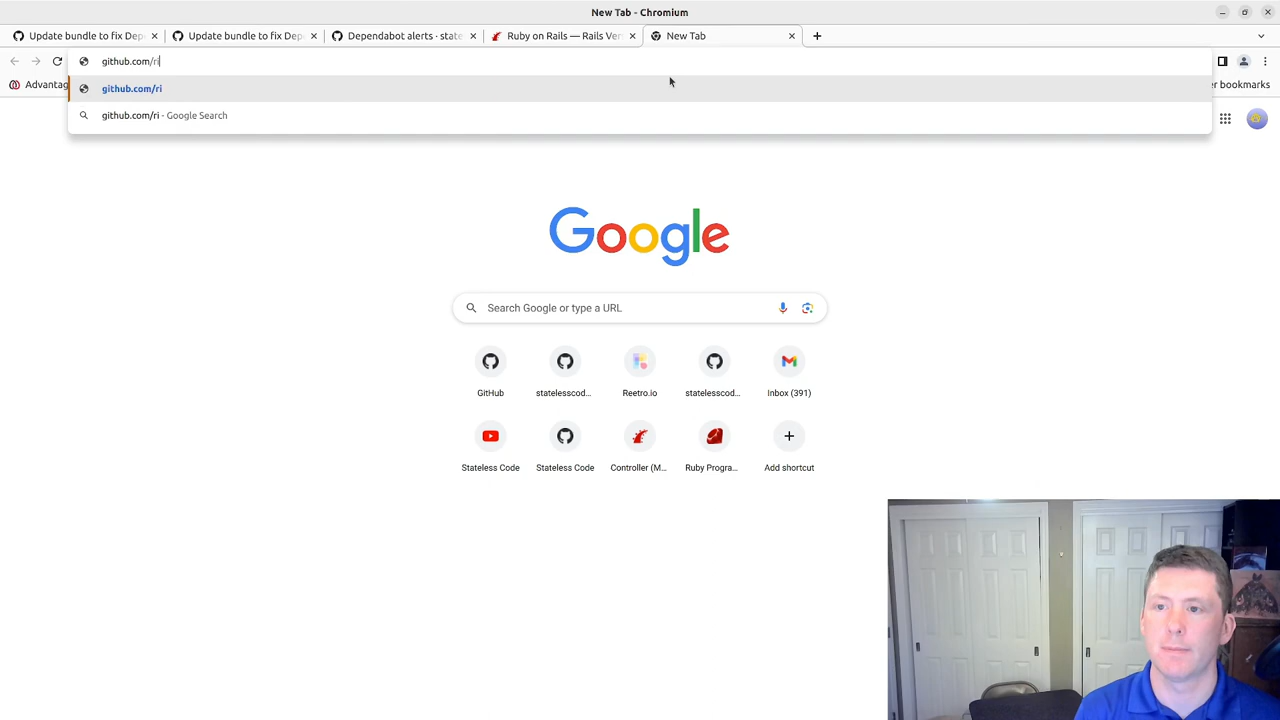 New Tab - Chromium
Update bundle to fix Dep
Update bundle to fix Dep
Dependabot alerts · state
Ruby on Rails — Rails Ver
New Tab
github.com/ri
Advantag
er bookmarks
github.com/ri
github.com/ri - Google Search
Google
Search Google or type a URL
GitHub
statelesscod...
Reetro.io
statelesscod...
Inbox (391)
Stateless Code
Stateless Code
Controller (M...
Ruby Progra...
Add shortcut